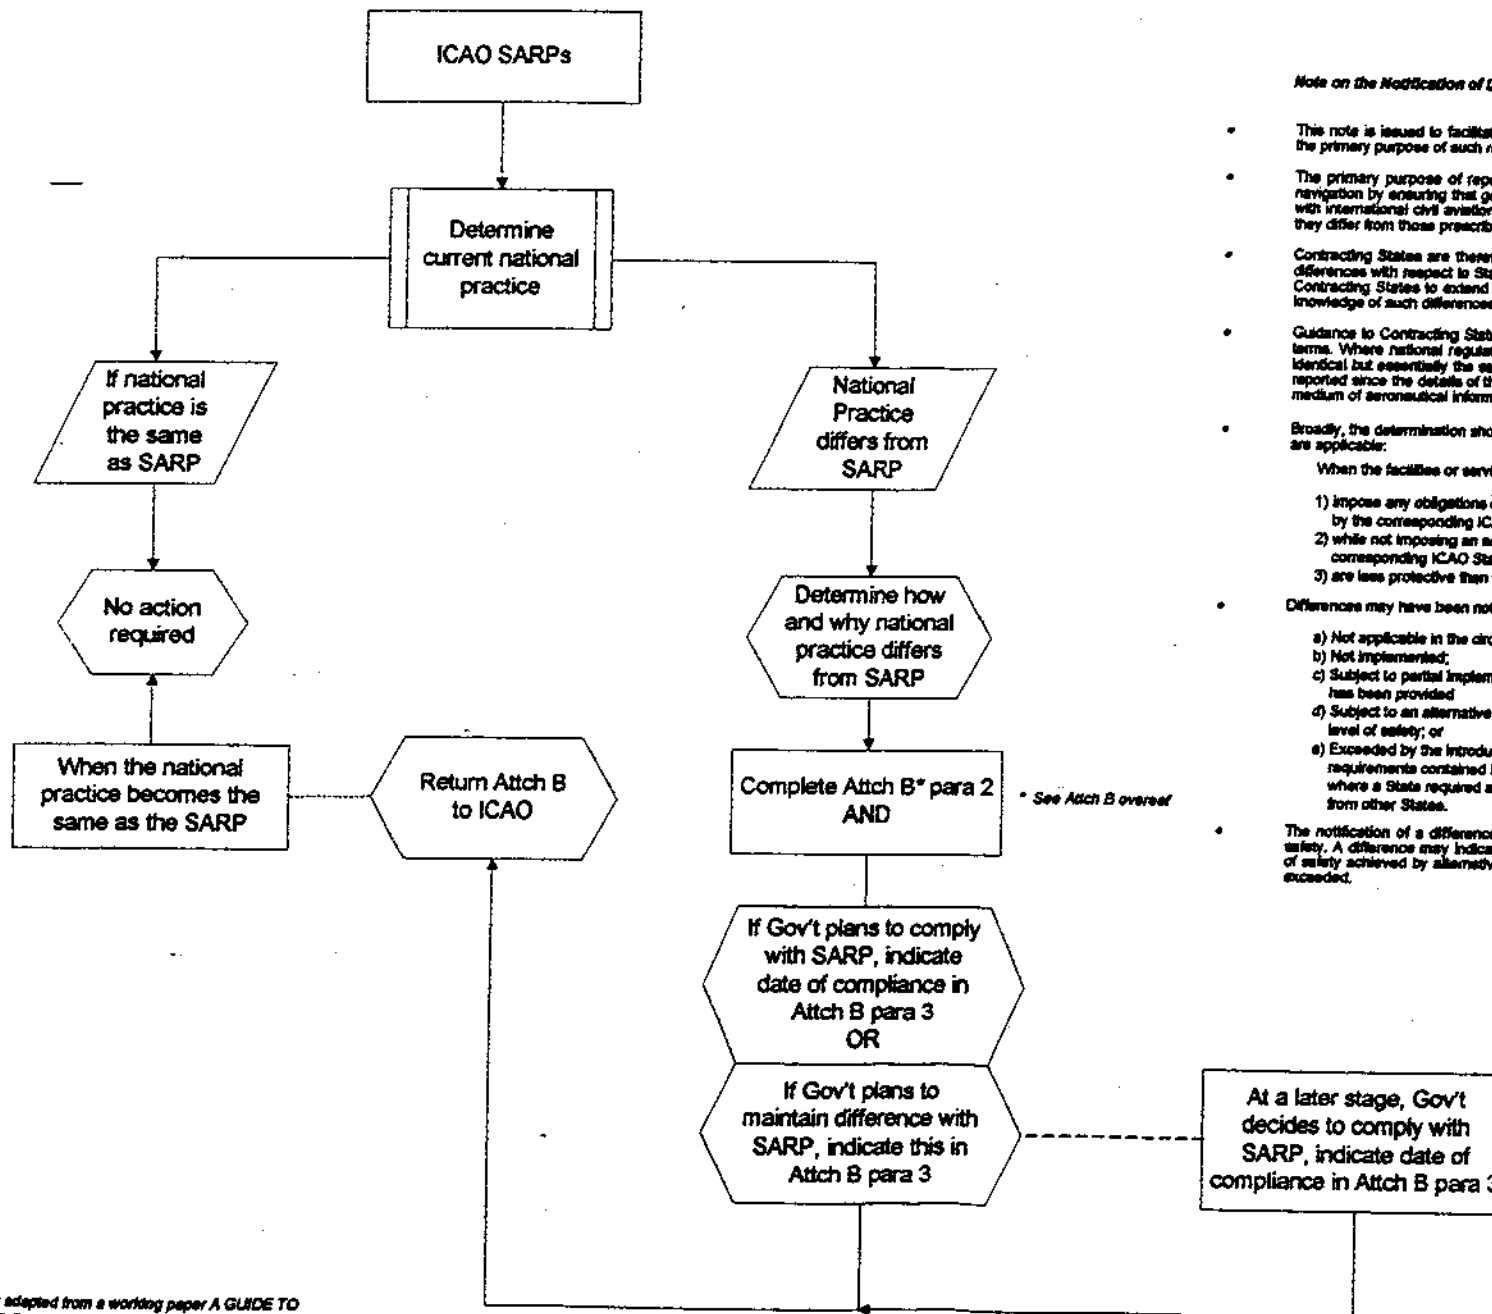 ICAO SARPs
Determine
current national
practice
If national
practice is
the same
as SARP
National
Practice
differs from
SARP
No action
required
Determine how
and why national
practice differs
from SARP
When the national
practice becomes the
same as the SARP
Return Attch B
to ICAO
Complete Attch B* para 2
AND
* See Attch B overeaf
If Gov't plans to comply
with SARP, indicate
date of compliance in
Attch B para 3
OR
If Gov't plans to
maintain difference with
SARP, indicate this in
Attch B para 3
At a later stage, Gov't
decides to comply with
SARP, indicate date of
compliance in Attch B para 3
adapted from a working paper A GUIDE TO
Note on the Notification of
• This note is issued to
the primary purpose of such
• The primary purpose of
navigation by ensuring that
with international civil aviation
they differ from those
• Contracting States are
differences with respect to
Contracting States to extend
knowledge of such differences
• Guidance to Contracting
terms. Where national
identical but essentially the
reported since the details of
medium of aeronautical
• Broadly, the determination
are applicable:
When the facilities or
1) impose any obligations
by the corresponding
2) while not imposing an
corresponding ICAO
3) are less protective than
• Differences may have been
a) Not applicable in the
b) Not implemented;
c) Subject to partial
has been provided
d) Subject to an alternative
level of safety; or
e) Exceeded by the
requirements contained
where a State required
from other States.
• The notification of a difference
safety. A difference may
of safety achieved by
exceeded.